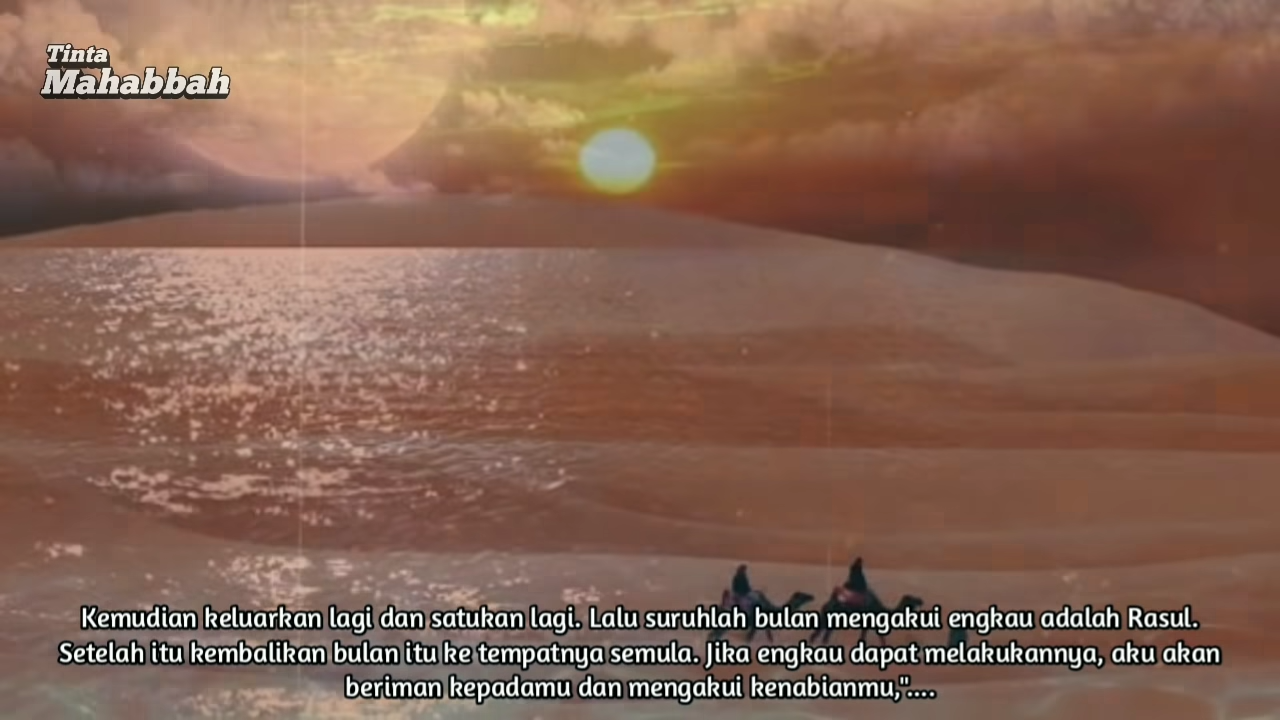 Tinta
Mahabbah
Kemudian keluarkan lagi dan satukan lagi. Lalu suruhlah bulan mengakui engkau adalah Rasul.
Setelah itu kembalikan bulan itu ke tempatnya semula. Jika engkau dapat melakukannya, aku akan
beriman kepadamu dan mengakui kenabianmu,"....